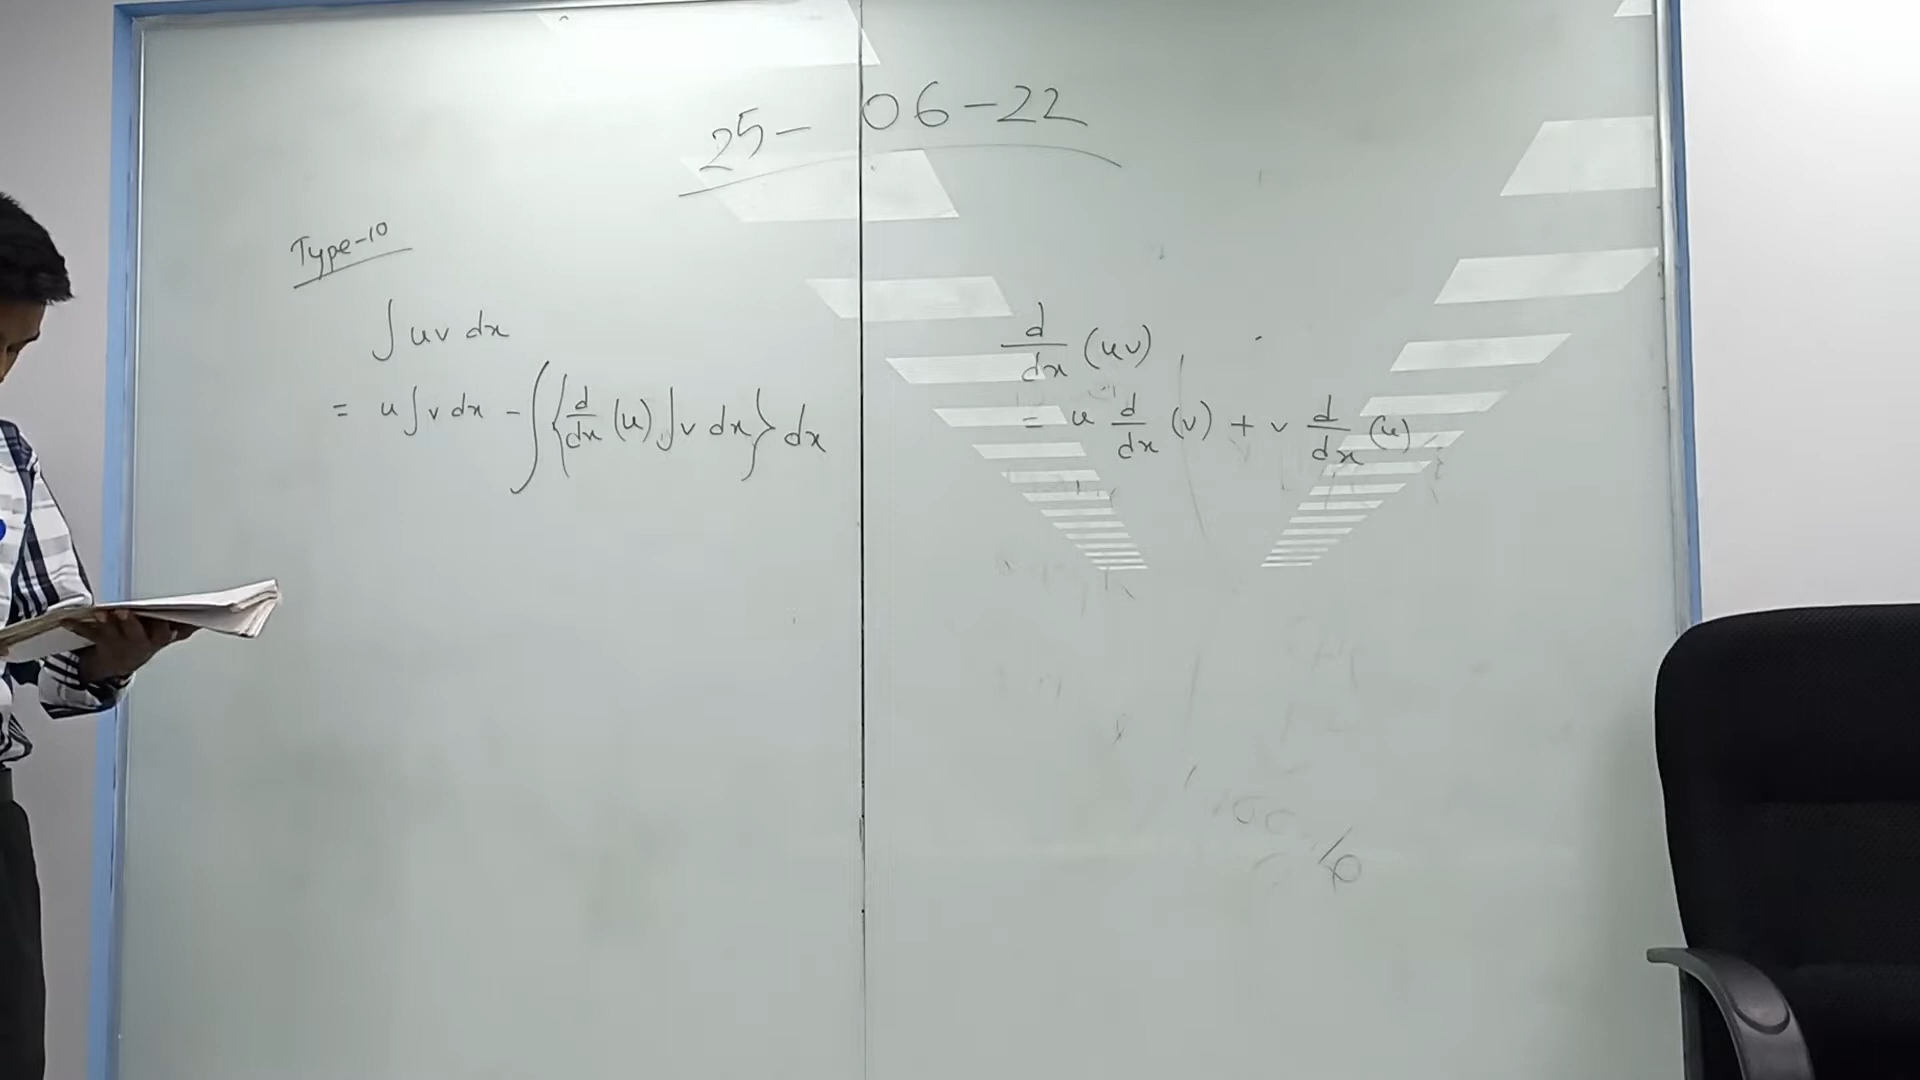 25-06-22
Type-10
∫ uv dx
= u∫v dx - ∫{d/dx (u) ∫v dx} dx
d/dx (uv)
= u d/dx (v) + v d/dx (u)